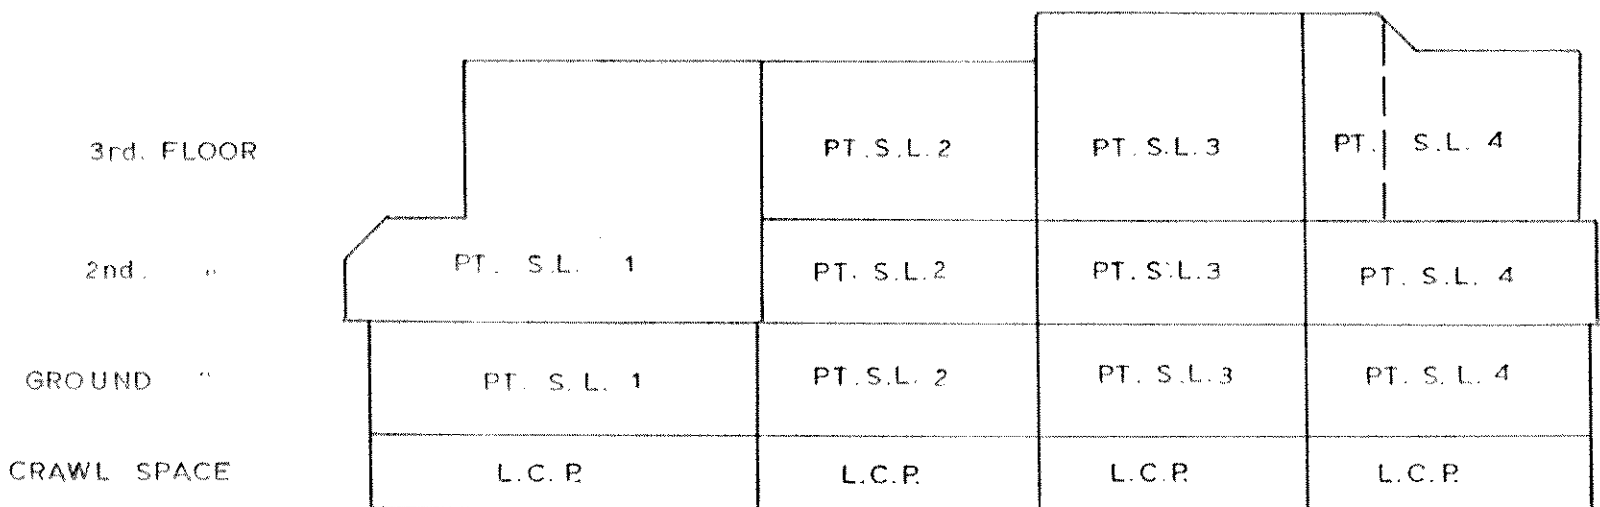 3rd. FLOOR PT.S.L.2 PT.S.L.3 PT. S.L. 4
2nd. " PT. S.L. 1 PT. S.L.2 PT.S.L.3 PT. S.L. 4
GROUND " PT. S.L. 1 PT.S.L. 2 PT. S.L.3 PT. S.L. 4
CRAWL SPACE L.C.P. L.C.P. L.C.P. L.C.P.